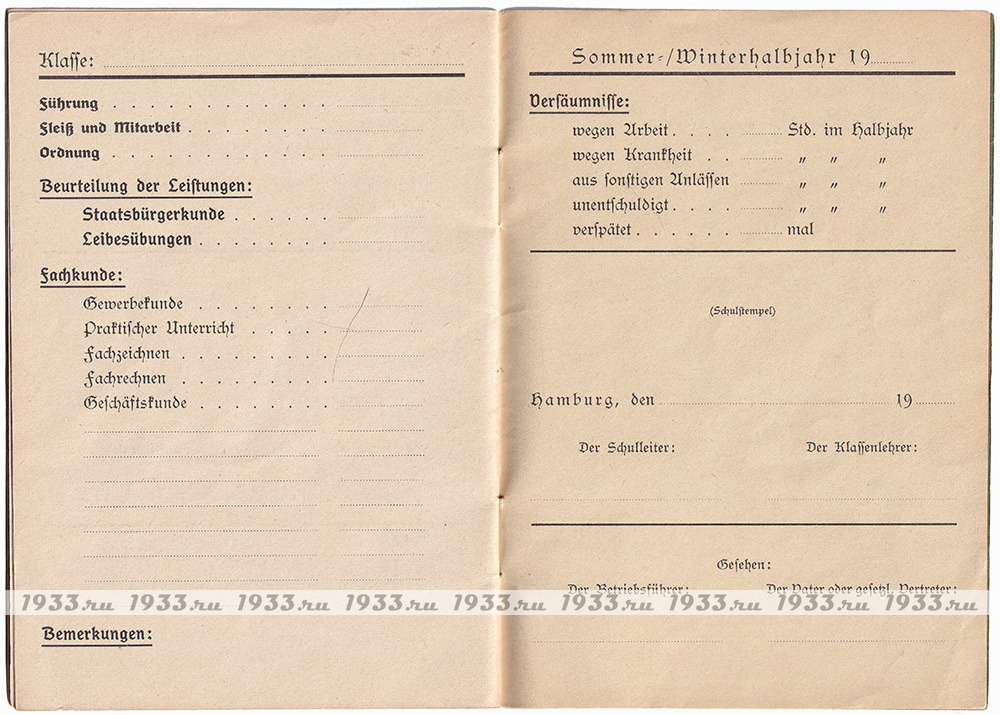 Klasse:
Führung
Fleiß und Mitarbeit
Ordnung
Beurteilung der Leistungen:
Staatsbürgerkunde
Leibesübungen
Fachkunde:
Gewerbekunde
Praktischer Unterricht
Fachzeichnen
Fachrechnen
Geschäftskunde
Bemerkungen:
Sommer-/Winterhalbjahr 19
Versäumnisse:
wegen Arbeit . . . . Std. im Halbjahr
wegen Krankheit . . „ „ „
aus sonstigen Anlässen „ „ „
unentschuldigt . . . . „ „ „
verspätet . . . . . . mal
(Schulstempel)
Hamburg, den 19
Der Schulleiter: Der Klassenlehrer:
Gesehen:
Der Betriebsführer: Der Vater oder gesetzl. Vertreter:
1933.ru 1933.ru 1933.ru 1933.ru 1933.ru 1933.ru 1933.ru 1933.ru 1933.ru